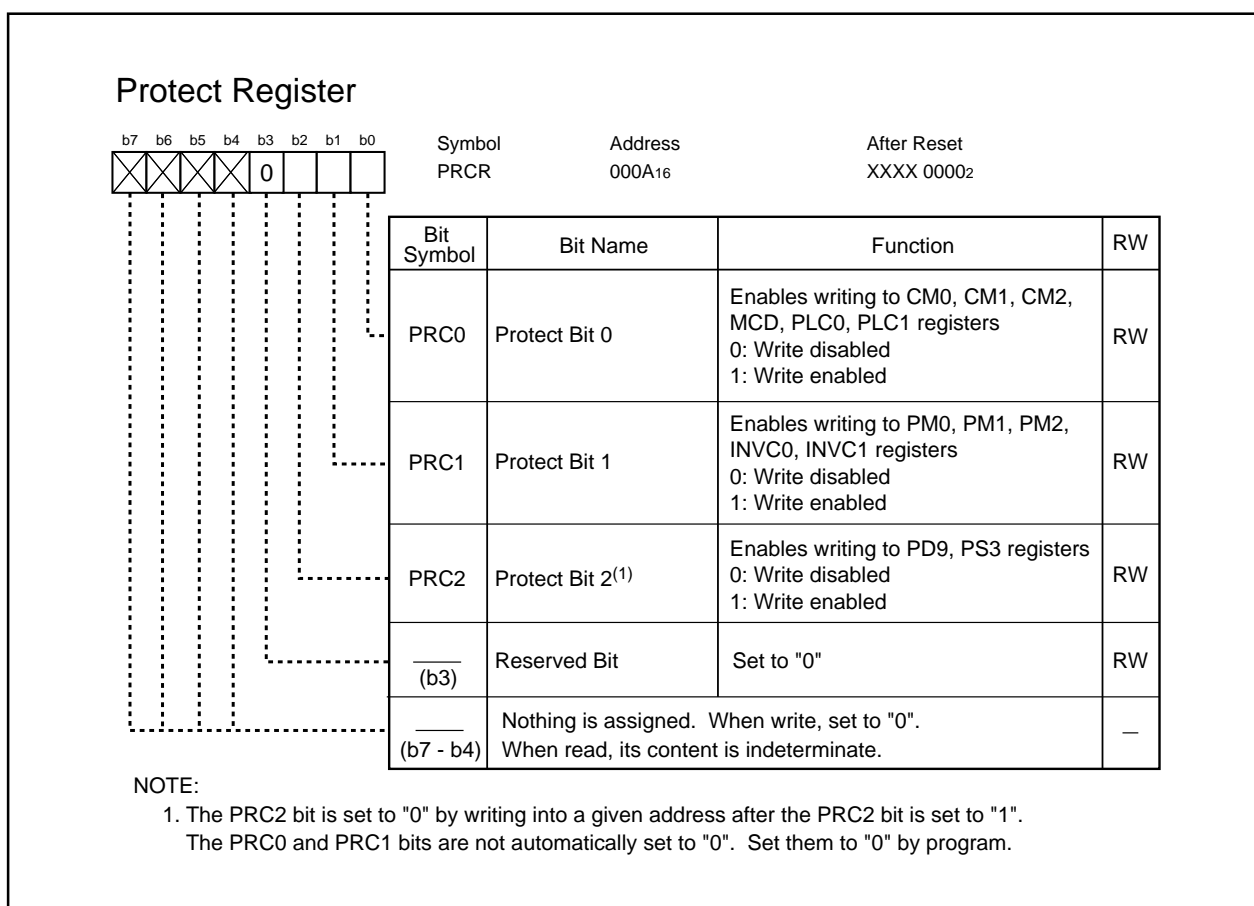 Protect Register
b7 b6 b5 b4 b3 b2 b1 b0
Symbol Address After Reset
0
PRCR 000A16 XXXX 00002
Bit Symbol Bit Name Function RW
PRC0 Protect Bit 0 Enables writing to CM0, CM1, CM2,
MCD, PLC0, PLC1 registers
0: Write disabled
1: Write enabled
RW
PRC1 Protect Bit 1 Enables writing to PM0, PM1, PM2,
INVC0, INVC1 registers
0: Write disabled
1: Write enabled
RW
PRC2 Protect Bit 2(1) Enables writing to PD9, PS3 registers
0: Write disabled
1: Write enabled
RW
(b3) Reserved Bit Set to "0" RW
(b7 - b4) Nothing is assigned. When write, set to "0".
When read, its content is indeterminate.
NOTE:
1. The PRC2 bit is set to "0" by writing into a given address after the PRC2 bit is set to "1".
The PRC0 and PRC1 bits are not automatically set to "0". Set them to "0" by program.